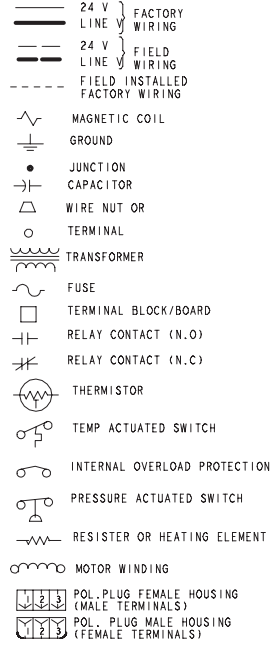 24 V
LINE V
FACTORY
WIRING
24 V
LINE V
FIELD
WIRING
FIELD INSTALLED
FACTORY WIRING
MAGNETIC COIL
GROUND
JUNCTION
CAPACITOR
WIRE NUT OR
TERMINAL
TRANSFORMER
FUSE
TERMINAL BLOCK/BOARD
RELAY CONTACT (N.O)
RELAY CONTACT (N.C)
THERMISTOR
TEMP ACTUATED SWITCH
INTERNAL OVERLOAD PROTECTION
PRESSURE ACTUATED SWITCH
RESISTER OR HEATING ELEMENT
MOTOR WINDING
1 2 3 POL.PLUG FEMALE HOUSING
(MALE TERMINALS)
1 2 3 POL. PLUG MALE HOUSING
(FEMALE TERMINALS)